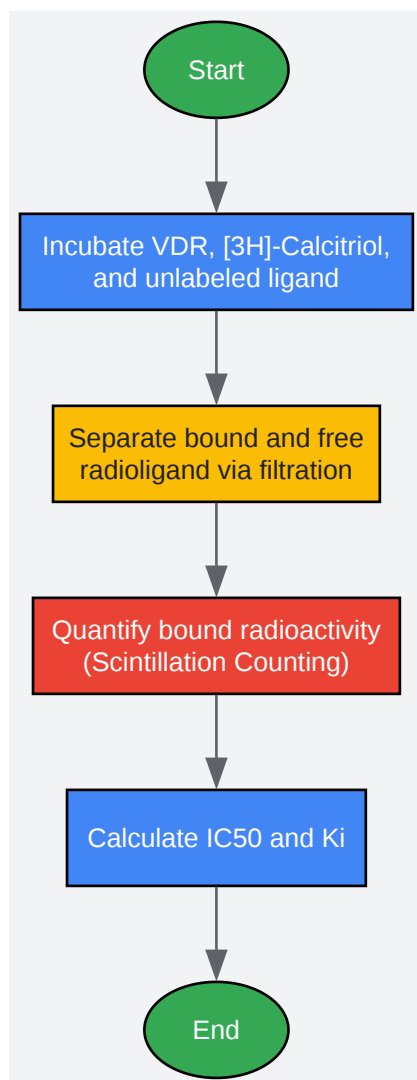 Start
Incubate VDR, [3H]-Calcitriol,
and unlabeled ligand
Separate bound and free
radioligand via filtration
Quantify bound radioactivity
(Scintillation Counting)
Calculate IC50 and Ki
End